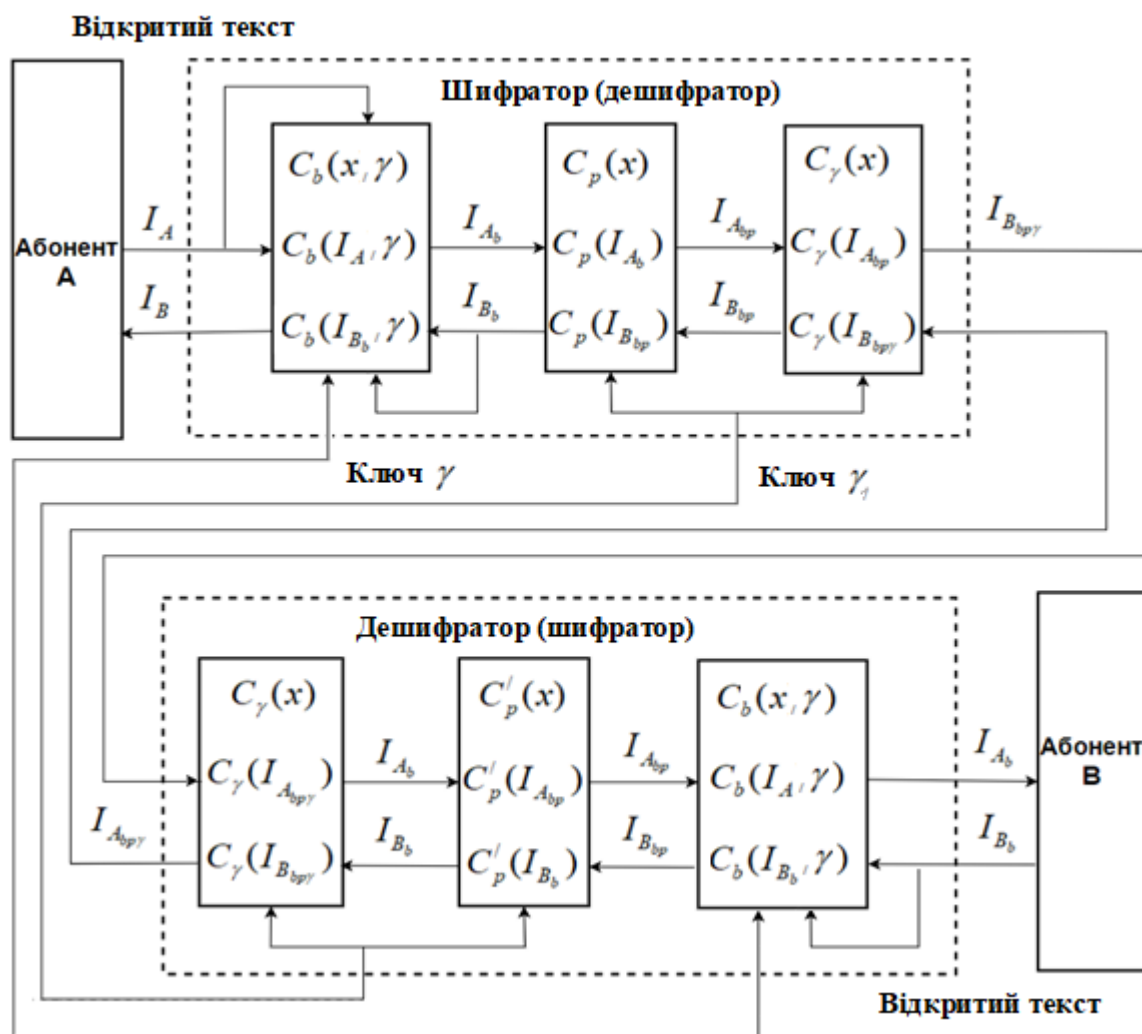 Відкритий текст
Шифратор (дешифратор)
C_b(x, γ)
C_p(x)
C_γ(x)
I_A
I_{A_b}
I_{A_{bp}}
I_{B_{bpγ}}
Абонент
A
C_b(I_A, γ)
C_p(I_{A_b})
C_γ(I_{A_{bp}})
I_B
I_{B_b}
I_{B_{bp}}
C_b(I_{B_b}, γ)
C_p(I_{B_{bp}})
C_γ(I_{B_{bpγ}})
Ключ γ
Ключ γ_1
Дешифратор (шифратор)
C_γ(x)
C_p^/(x)
C_b(x, γ)
I_{A_b}
I_{A_{bp}}
I_{A_b}
Абонент
B
C_γ(I_{A_{bpγ}})
C_p^/(I_{A_{bp}})
C_b(I_A, γ)
I_{A_{bpγ}}
I_{B_b}
I_{B_{bp}}
I_{B_b}
C_γ(I_{B_{bpγ}})
C_p^/(I_{B_b})
C_b(I_{B_b}, γ)
Відкритий текст